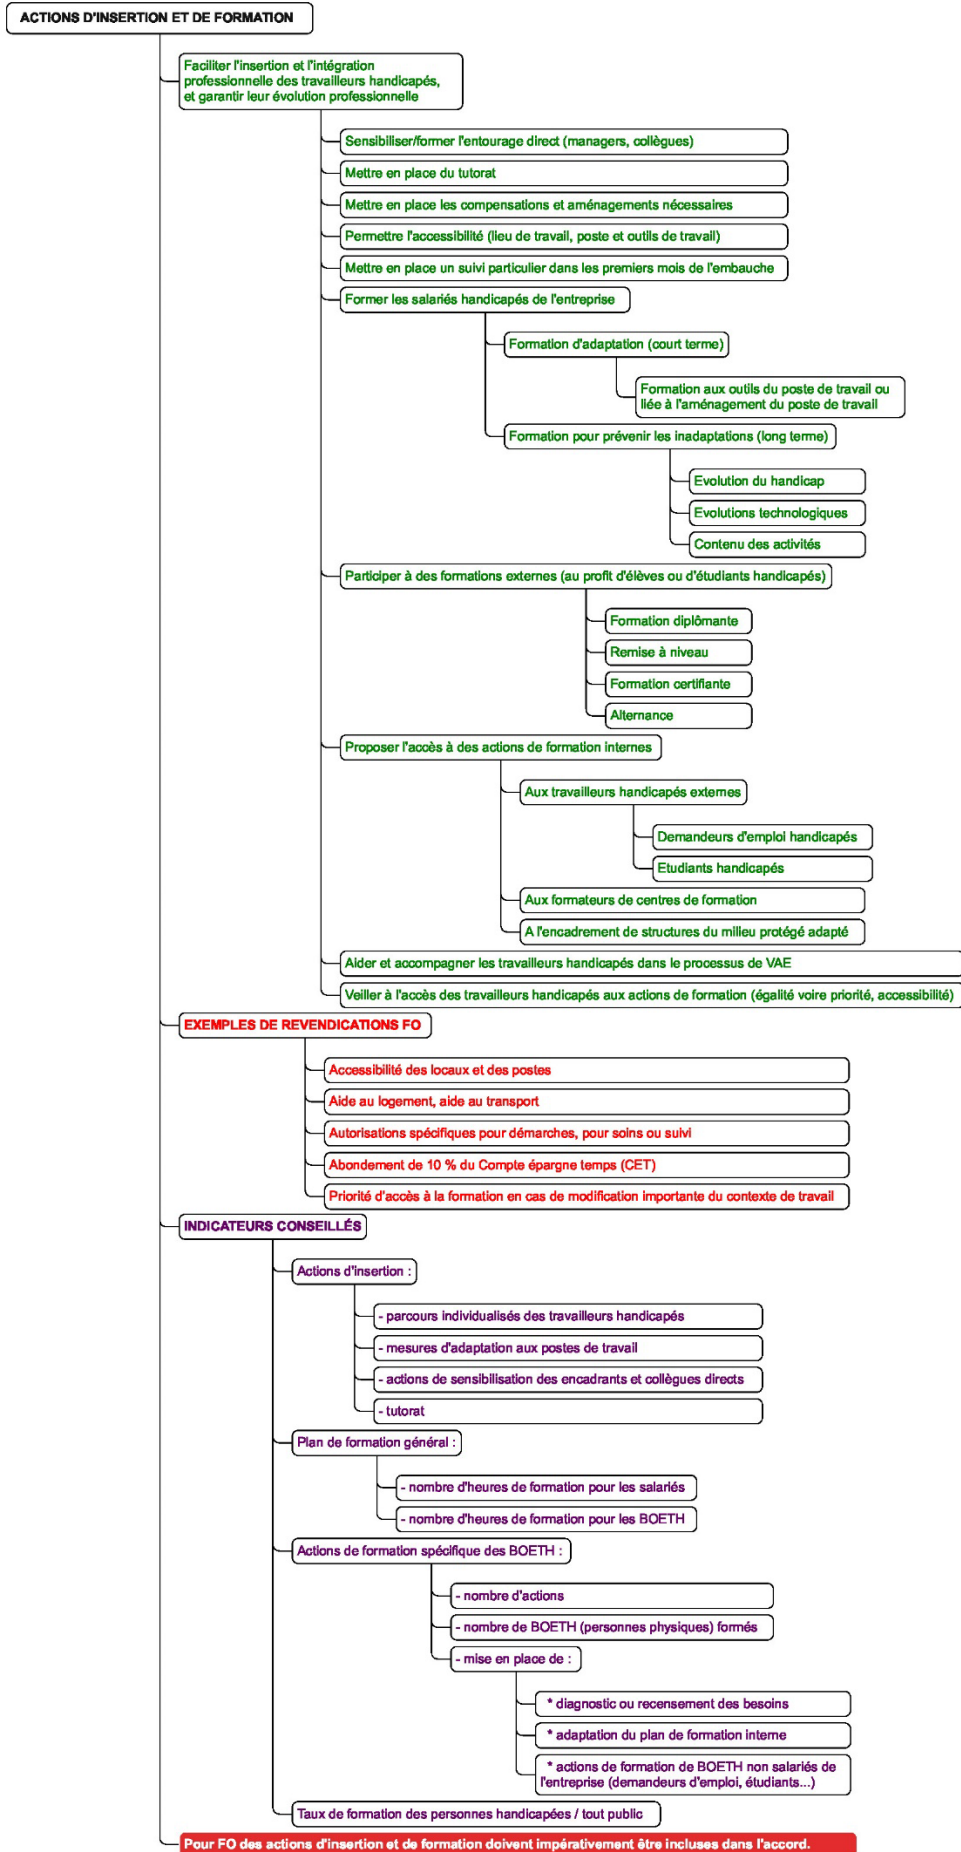 ACTIONS D'INSERTION ET DE FORMATION
Faciliter l'insertion et l'intégration
professionnelle des travailleurs handicapés,
et garantir leur évolution professionnelle
Sensibiliser/former l'entourage direct (managers, collègues)
Mettre en place du tutorat
Mettre en place les compensations et aménagements nécessaires
Permettre l'accessibilité (lieu de travail, poste et outils de travail)
Mettre en place un suivi particulier dans les premiers mois de l'embauche
Former les salariés handicapés de l'entreprise
Formation d'adaptation (court terme)
Formation aux outils du poste de travail ou
liée à l'aménagement du poste de travail
Formation pour prévenir les inadaptations (long terme)
Evolution du handicap
Evolutions technologiques
Contenu des activités
Participer à des formations externes (au profit d'élèves ou d'étudiants handicapés)
Formation diplômante
Remise à niveau
Formation certifiante
Alternance
Proposer l'accès à des actions de formation internes
Aux travailleurs handicapés externes
Demandeurs d'emploi handicapés
Etudiants handicapés
Aux formateurs de centres de formation
A l'encadrement de structures du milieu protégé adapté
Aider et accompagner les travailleurs handicapés dans le processus de VAE
Veiller à l'accès des travailleurs handicapés aux actions de formation (égalité voire priorité, accessibilité)
EXEMPLES DE REVENDICATIONS FO
Accessibilité des locaux et des postes
Aide au logement, aide au transport
Autorisations spécifiques pour démarches, pour soins ou suivi
Abondement de 10 % du Compte épargne temps (CET)
Priorité d'accès à la formation en cas de modification importante du contexte de travail
INDICATEURS CONSEILLÉS
Actions d'insertion :
- parcours individualisés des travailleurs handicapés
- mesures d'adaptation aux postes de travail
- actions de sensibilisation des encadrants et collègues directs
- tutorat
Plan de formation général :
- nombre d'heures de formation pour les salariés
- nombre d'heures de formation pour les BOETH
Actions de formation spécifique des BOETH :
- nombre d'actions
- nombre de BOETH (personnes physiques) formés
- mise en place de :
* diagnostic ou recensement des besoins
* adaptation du plan de formation interne
* actions de formation de BOETH non salariés de
l'entreprise (demandeurs d'emploi, étudiants...)
Taux de formation des personnes handicapées / tout public
Pour FO des actions d'insertion et de formation doivent impérativement être incluses dans l'accord.